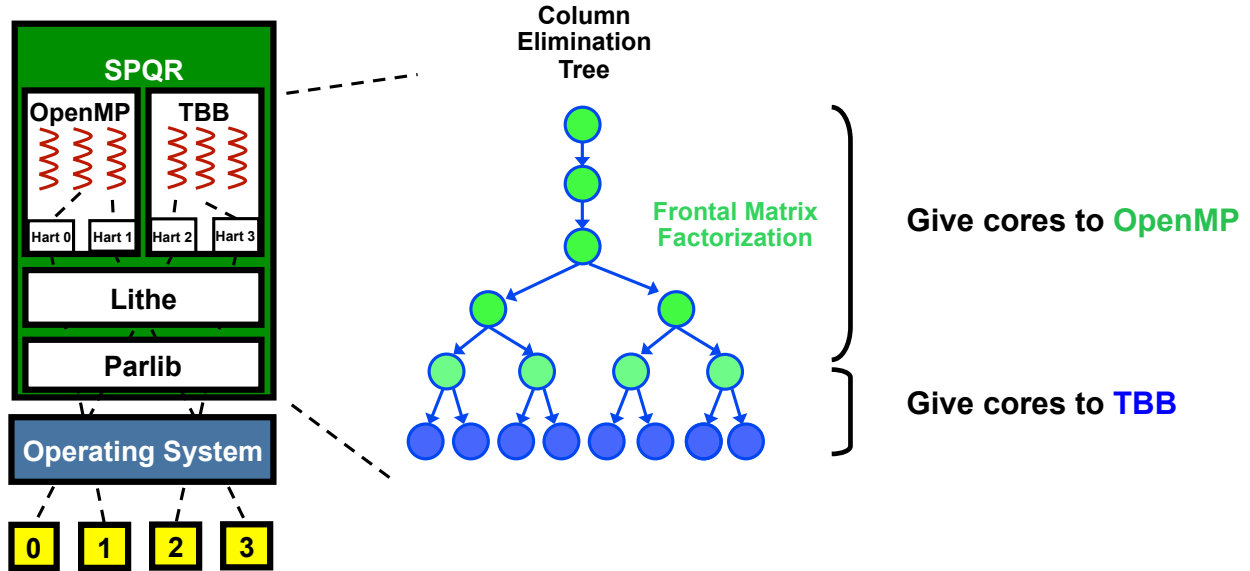 SPQR
OpenMP
TBB
Hart 0
Hart 1
Hart 2
Hart 3
Lithe
Parlib
Operating System
0
1
2
3
Column
Elimination
Tree
Frontal Matrix
Factorization
Give cores to OpenMP
Give cores to TBB